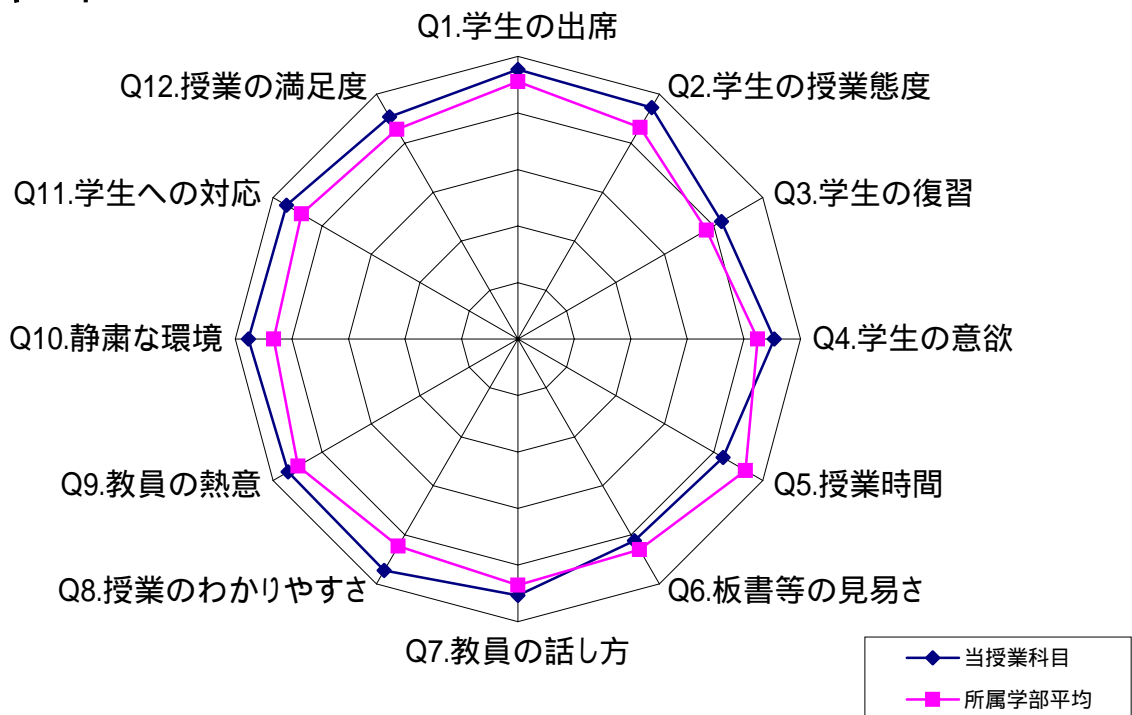 Q1.学生の出席
Q2.学生の授業態度
Q3.学生の復習
Q4.学生の意欲
Q5.授業時間
Q6.板書等の見易さ
Q7.教員の話し方
Q8.授業のわかりやすさ
Q9.教員の熱意
Q10.静粛な環境
Q11.学生への対応
Q12.授業の満足度
当授業科目
所属学部平均